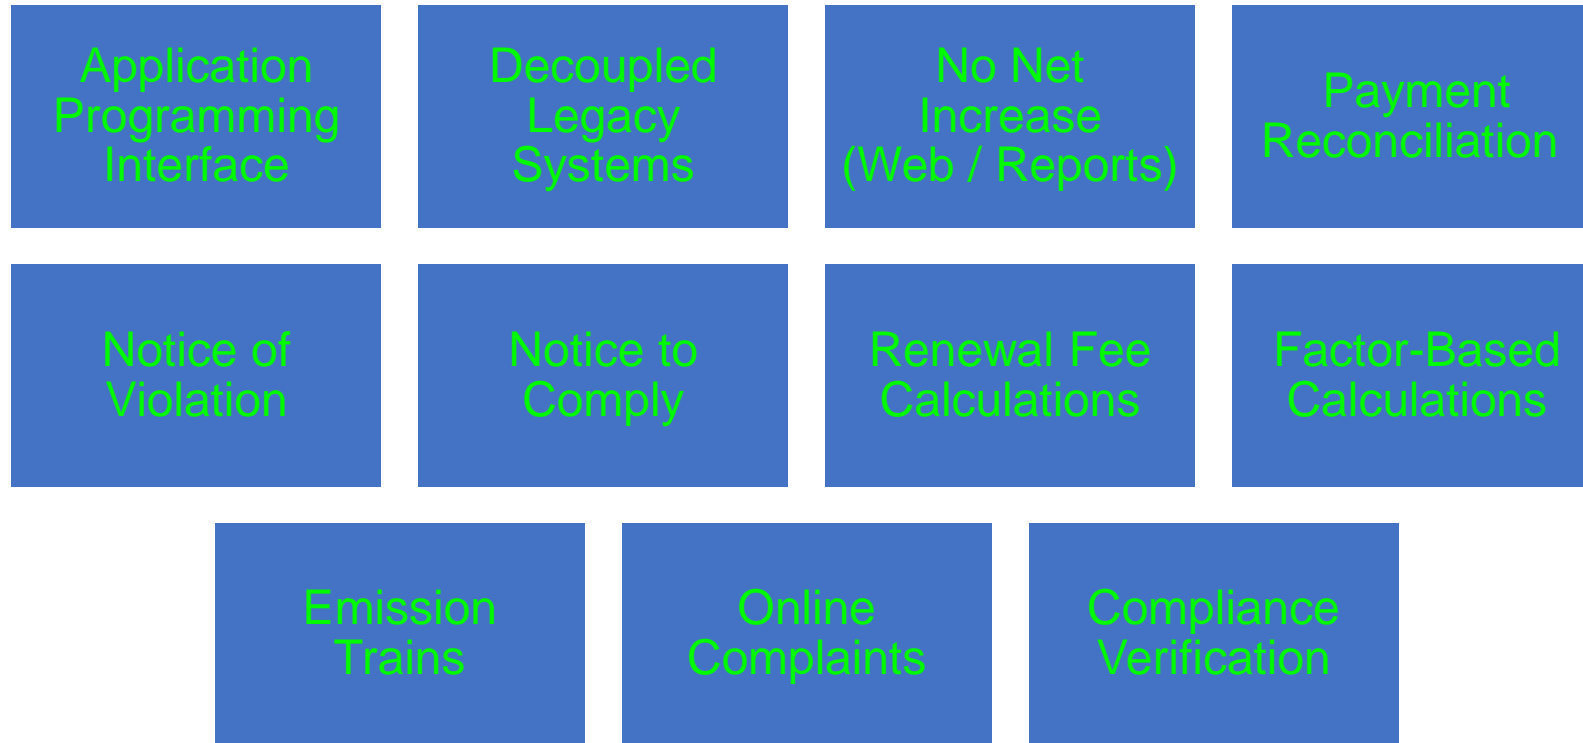 Application
Programming
Interface
Decoupled
Legacy
Systems
No Net
Increase
(Web / Reports)
Payment
Reconciliation
Notice of
Violation
Notice to
Comply
Renewal Fee
Calculations
Factor-Based
Calculations
Emission
Trains
Online
Complaints
Compliance
Verification